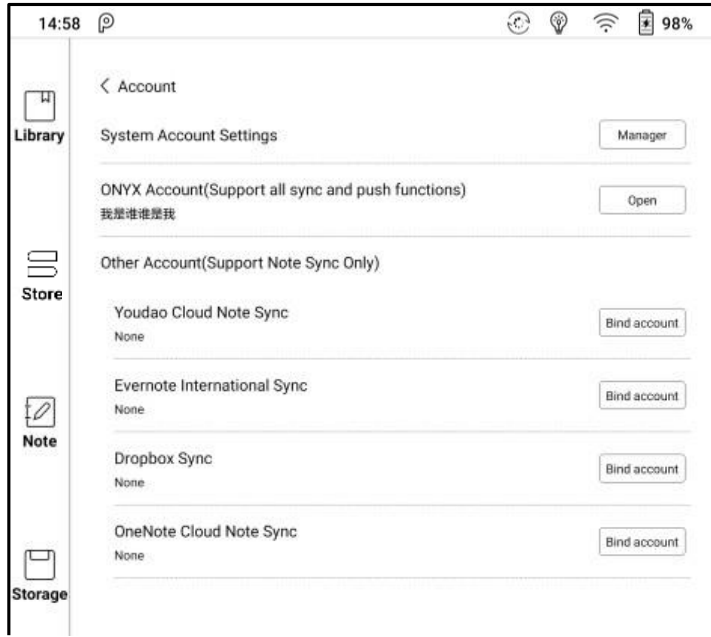 14:58
98%
Account
Library
System Account Settings
Manager
ONYX Account(Support all sync and push functions)
我是谁谁是我
Open
Other Account(Support Note Sync Only)
Store
Youdao Cloud Note Sync
None
Bind account
Evernote International Sync
None
Bind account
Note
Dropbox Sync
None
Bind account
OneNote Cloud Note Sync
None
Bind account
Storage